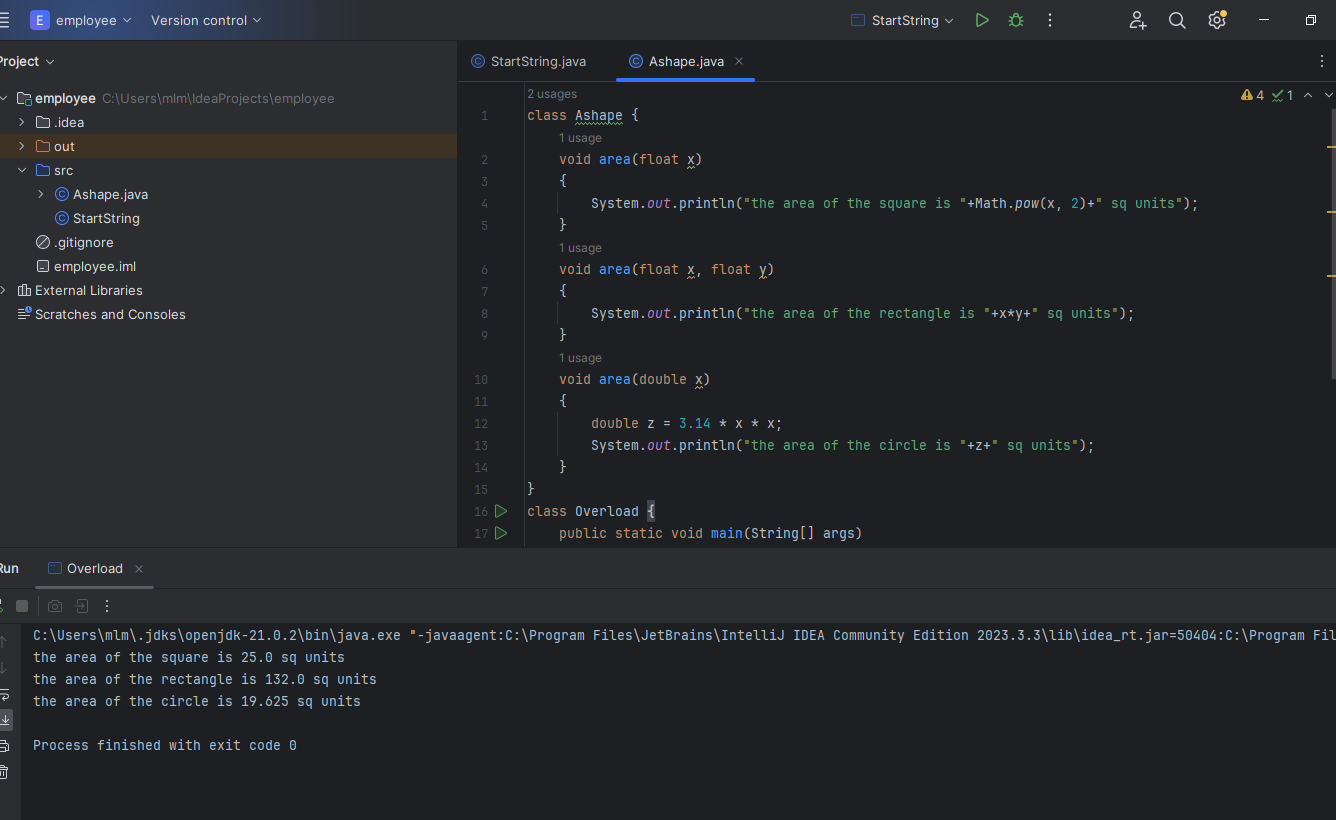 E employee Version control StartString
Project
StartString.java Ashape.java
employee C:\Users\mlm\IdeaProjects\employee
.idea
out
src
Ashape.java
StartString
.gitignore
employee.iml
External Libraries
Scratches and Consoles
4 1
2 usages
1 class Ashape {
1 usage
2 void area(float x)
3 {
4 System.out.println("the area of the square is "+Math.pow(x, 2)+" sq units");
5 }
1 usage
6 void area(float x, float y)
7 {
8 System.out.println("the area of the rectangle is "+x*y+" sq units");
9 }
1 usage
10 void area(double x)
11 {
12 double z = 3.14 * x * x;
13 System.out.println("the area of the circle is "+z+" sq units");
14 }
15 }
16 class Overload {
17 public static void main(String[] args)
Run Overload
C:\Users\mlm\.jdks\openjdk-21.0.2\bin\java.exe "-javaagent:C:\Program Files\JetBrains\IntelliJ IDEA Community Edition 2023.3.3\lib\idea_rt.jar=50404:C:\Program Fil
the area of the square is 25.0 sq units
the area of the rectangle is 132.0 sq units
the area of the circle is 19.625 sq units
Process finished with exit code 0